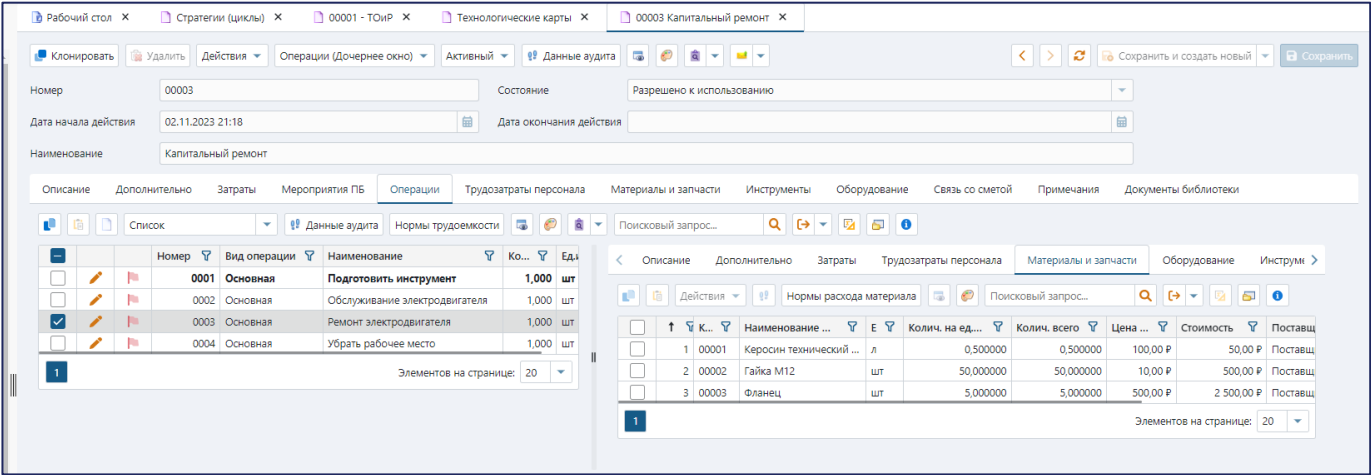 Рабочий стол × Стратегии (циклы) × 00001 - ТОиР × Технологические карты × 00003 Капитальный ремонт ×
Клонировать Удалить Действия Операции (Дочернее окно) Активный Данные аудита Сохранить и создать новый Сохранить
Номер 00003 Состояние Разрешено к использованию
Дата начала действия 02.11.2023 21:18 Дата окончания действия
Наименование Капитальный ремонт
Описание Дополнительно Затраты Мероприятия ПБ Операции Трудозатраты персонала Материалы и запчасти Инструменты Оборудование Связь со сметой Примечания Документы библиотеки
Список Данные аудита Нормы трудоемкости Поисковый запрос...
Номер Вид операции Наименование Ко... Ед.и
0001 Основная Подготовить инструмент 1,000 шт
0002 Основная Обслуживание электродвигателя 1,000 шт
0003 Основная Ремонт электродвигателя 1,000 шт
0004 Основная Убрать рабочее место 1,000 шт
1 Элементов на странице: 20
Описание Дополнительно Затраты Трудозатраты персонала Материалы и запчасти Оборудование Инструме
Действия Нормы расхода материала Поисковый запрос...
К... Наименование ... Е Колич. на ед.... Колич. всего Цена ... Стоимость Поставщ
1 00001 Керосин технический ... л 0,500000 0,500000 100,00 ₽ 50,00 ₽ Поставщ
2 00002 Гайка М12 шт 50,000000 50,000000 10,00 ₽ 500,00 ₽ Поставщ
3 00003 Фланец шт 5,000000 5,000000 500,00 ₽ 2 500,00 ₽ Поставщ
1 Элементов на странице: 20